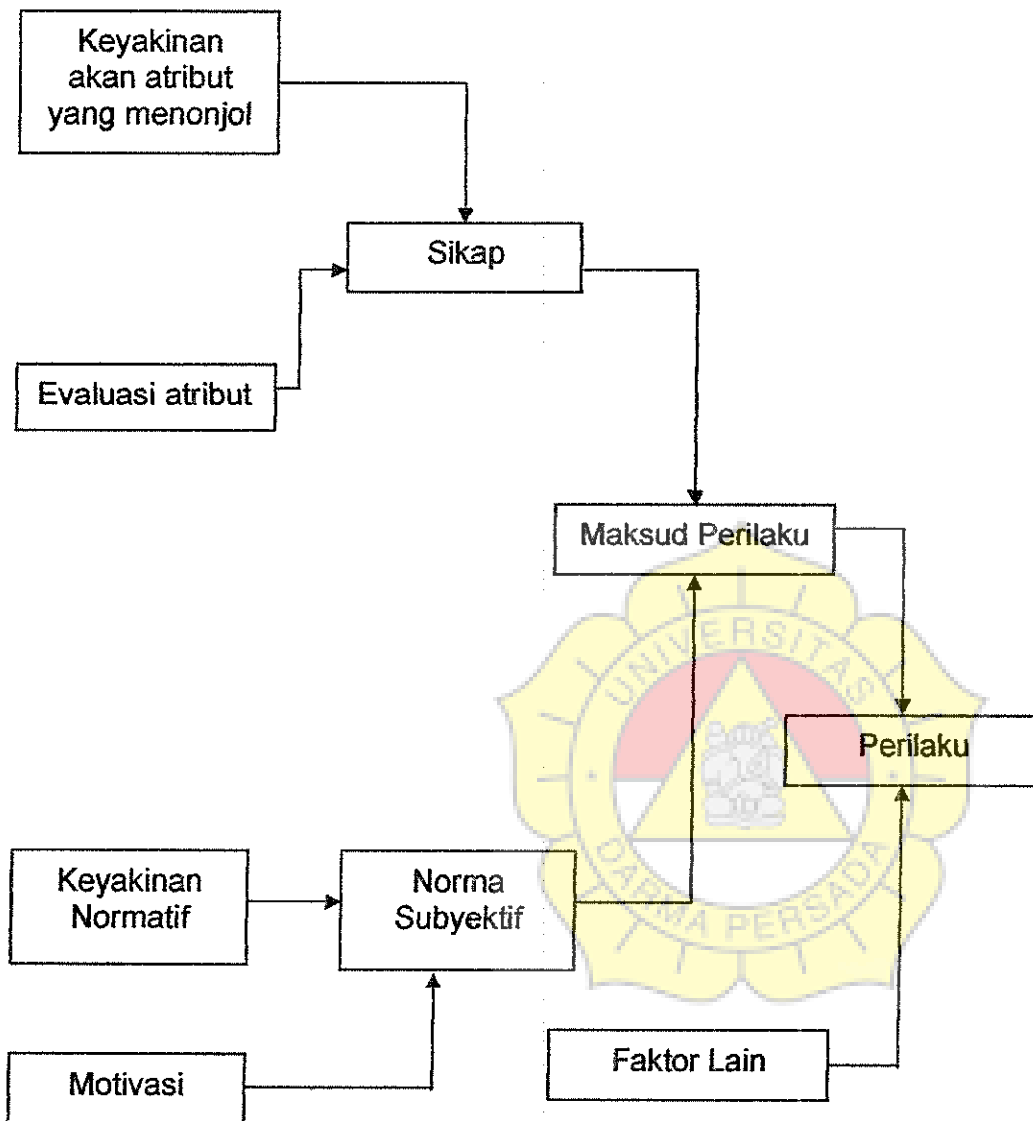 Keyakinan
akan atribut
yang menonjol
Sikap
Evaluasi atribut
Maksud Perilaku
UNIVERSITAS
Perilaku
Keyakinan
Normatif
Norma
Subyektif
DARMA PERSADA
Faktor Lain
Motivasi